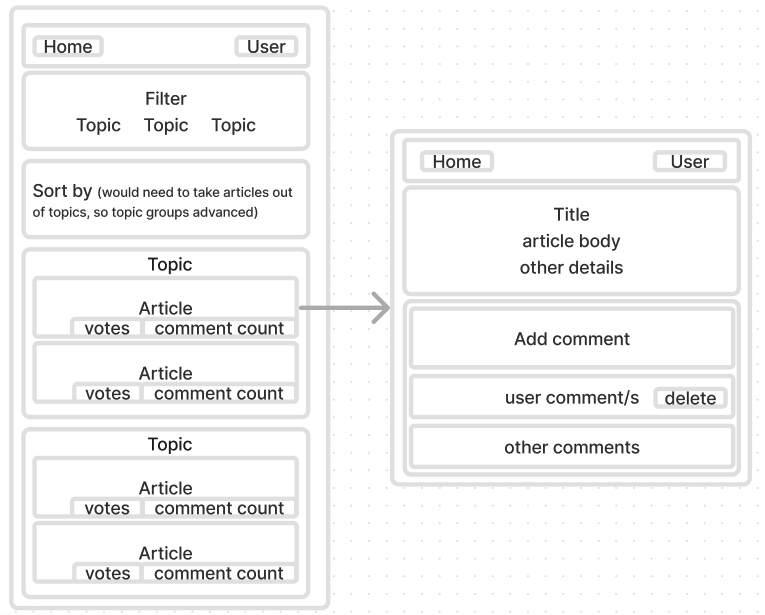 Home
User
Filter
Topic Topic Topic
Sort by (would need to take articles out
of topics, so topic groups advanced)
Topic
Article
votes comment count
Article
votes comment count
Topic
Article
votes comment count
Article
votes comment count
Home
User
Title
article body
other details
Add comment
user comment/s
delete
other comments